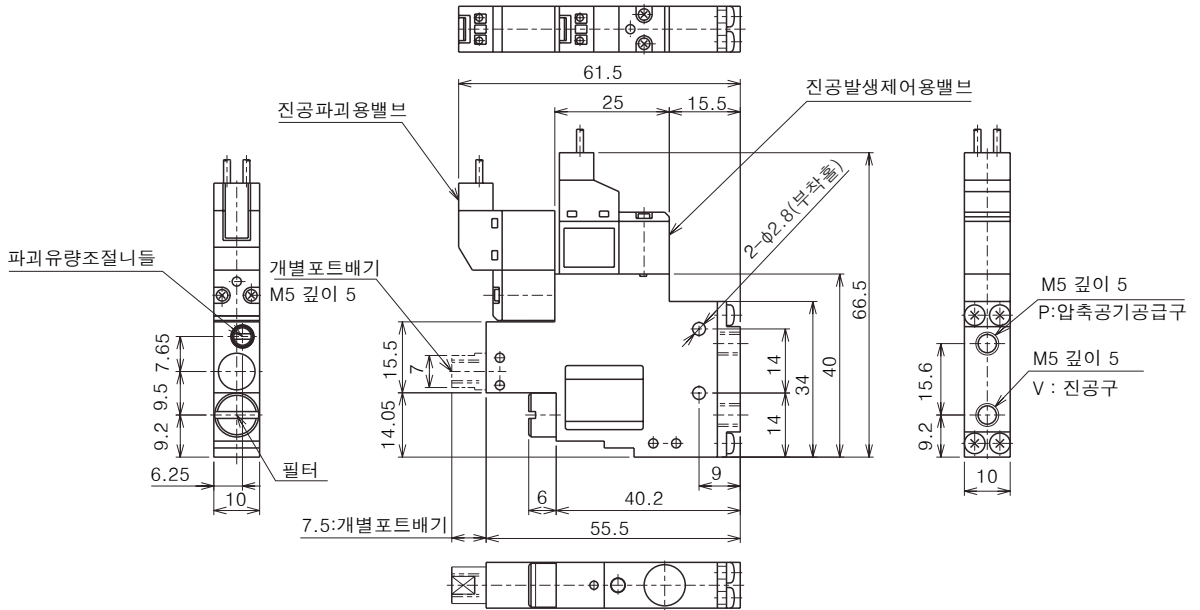 61.5
25
15.5
진공파괴용밸브
진공발생제어용밸브
2-φ2.8(부착홀)
파괴유량조절니들
개별포트배기
M5 깊이 5
66.5
M5 깊이 5
P:압축공기공급구
M5 깊이 5
V : 진공구
7.65
9.5
9.2
15.5
7
14.05
14
14
34
40
15.6
9.2
필터
6.25
10
9
6
40.2
7.5:개별포트배기
55.5
10